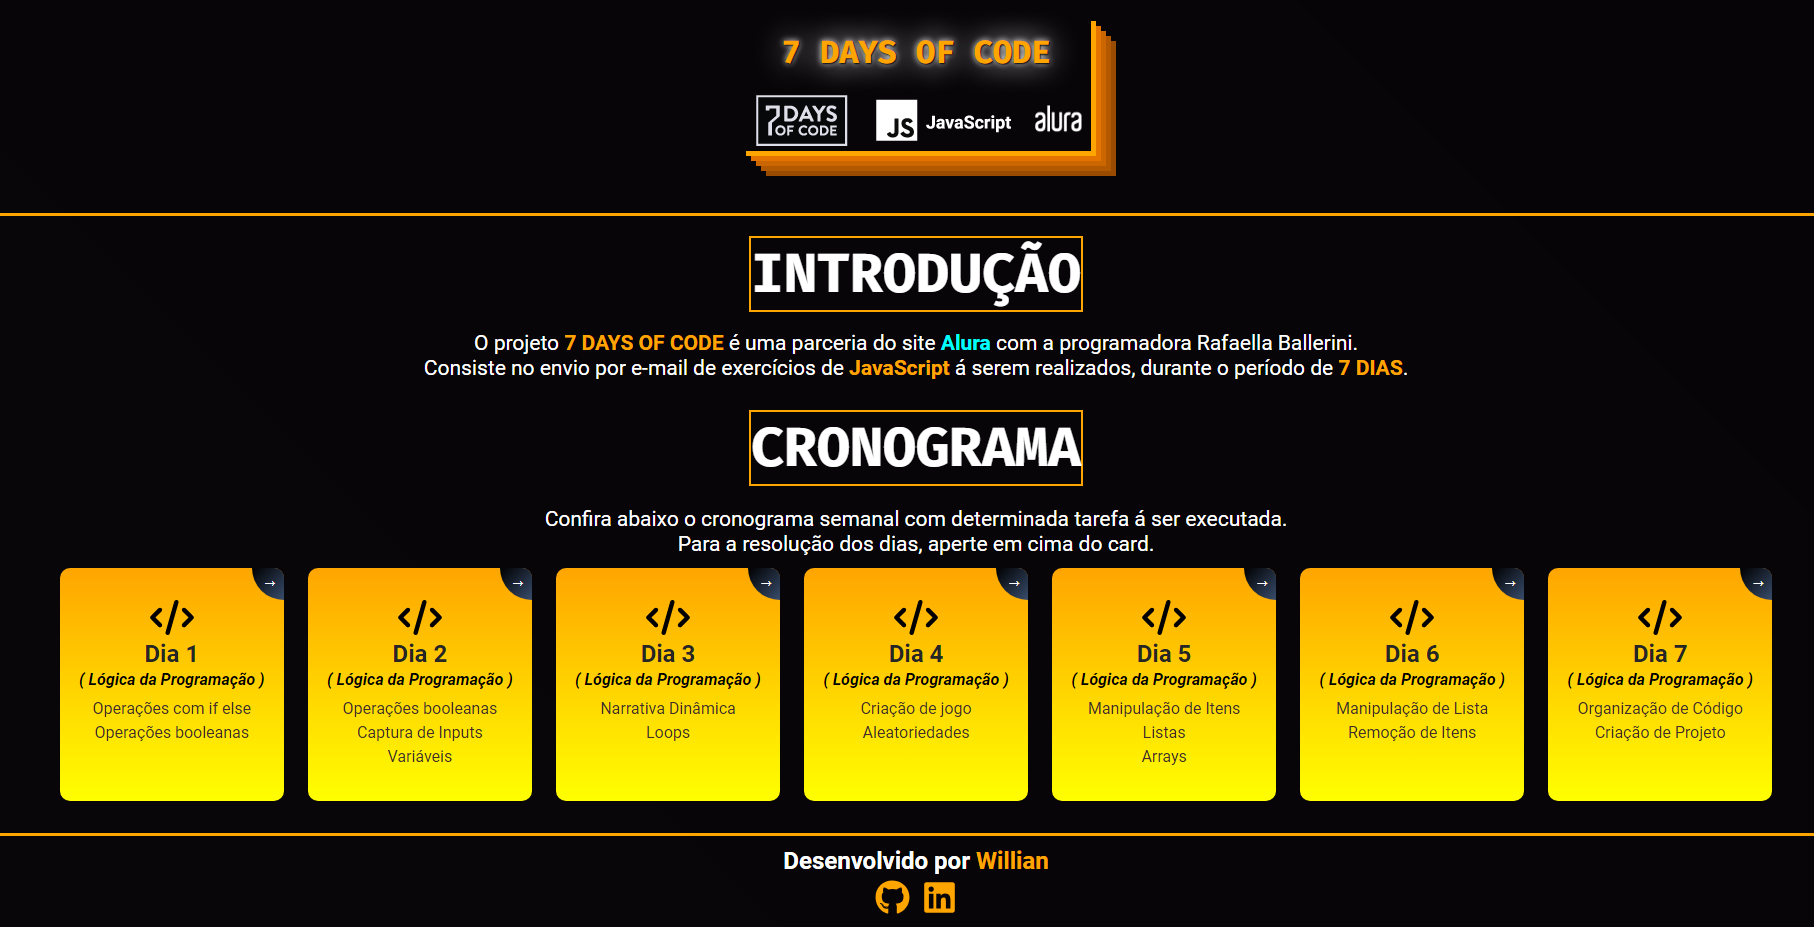 7 DAYS OF CODE
7DAYS
OF CODE
JS JavaScript
alura
INTRODUÇÃO
O projeto 7 DAYS OF CODE é uma parceria do site Alura com a programadora Rafaella Ballerini.
Consiste no envio por e-mail de exercícios de JavaScript á serem realizados, durante o período de 7 DIAS.
CRONOGRAMA
Confira abaixo o cronograma semanal com determinada tarefa á ser executada.
Para a resolução dos dias, aperte em cima do card.
→
</>
Dia 1
( Lógica da Programação )
Operações com if else
Operações booleanas
→
</>
Dia 2
( Lógica da Programação )
Operações booleanas
Captura de Inputs
Variáveis
→
</>
Dia 3
( Lógica da Programação )
Narrativa Dinâmica
Loops
→
</>
Dia 4
( Lógica da Programação )
Criação de jogo
Aleatoriedades
→
</>
Dia 5
( Lógica da Programação )
Manipulação de Itens
Listas
Arrays
→
</>
Dia 6
( Lógica da Programação )
Manipulação de Lista
Remoção de Itens
→
</>
Dia 7
( Lógica da Programação )
Organização de Código
Criação de Projeto
Desenvolvido por Willian
in